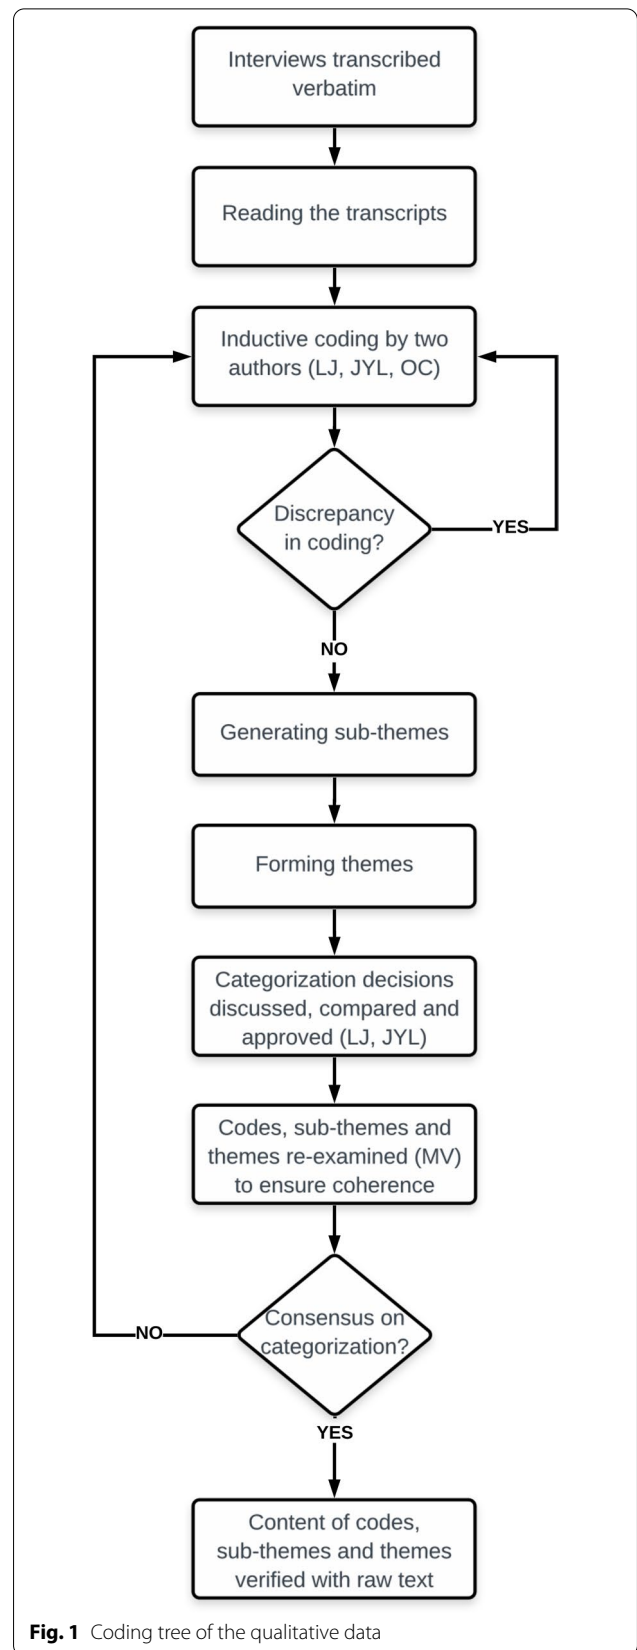 Interviews transcribed
verbatim
Reading the transcripts
Inductive coding by two
authors (LJ, JYL, OC)
Discrepancy
in coding?
YES
NO
Generating sub-themes
Forming themes
Categorization decisions
discussed, compared and
approved (LJ, JYL)
Codes, sub-themes and
themes re-examined (MV)
to ensure coherence
Consensus on
categorization?
NO
YES
Content of codes,
sub-themes and themes
verified with raw text
Fig. 1 Coding tree of the qualitative data